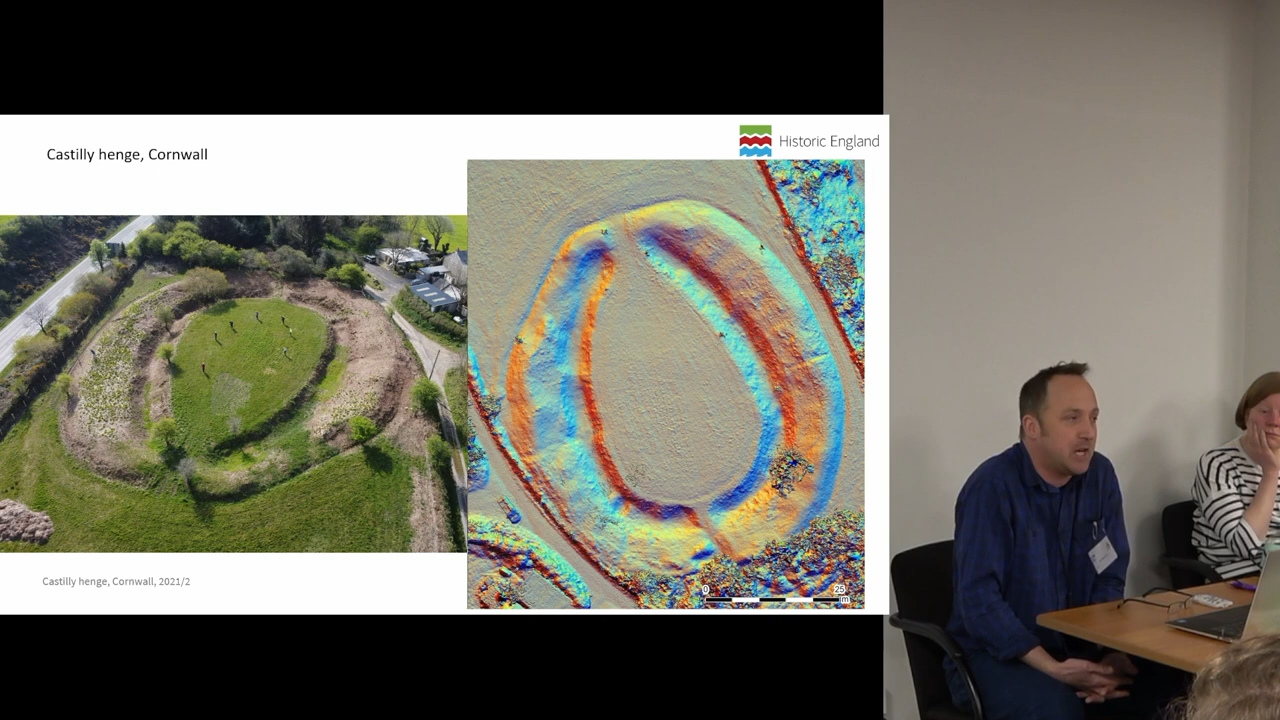 Castilly henge, Cornwall
Historic England
Castilly henge, Cornwall, 2021/2
0
25
m